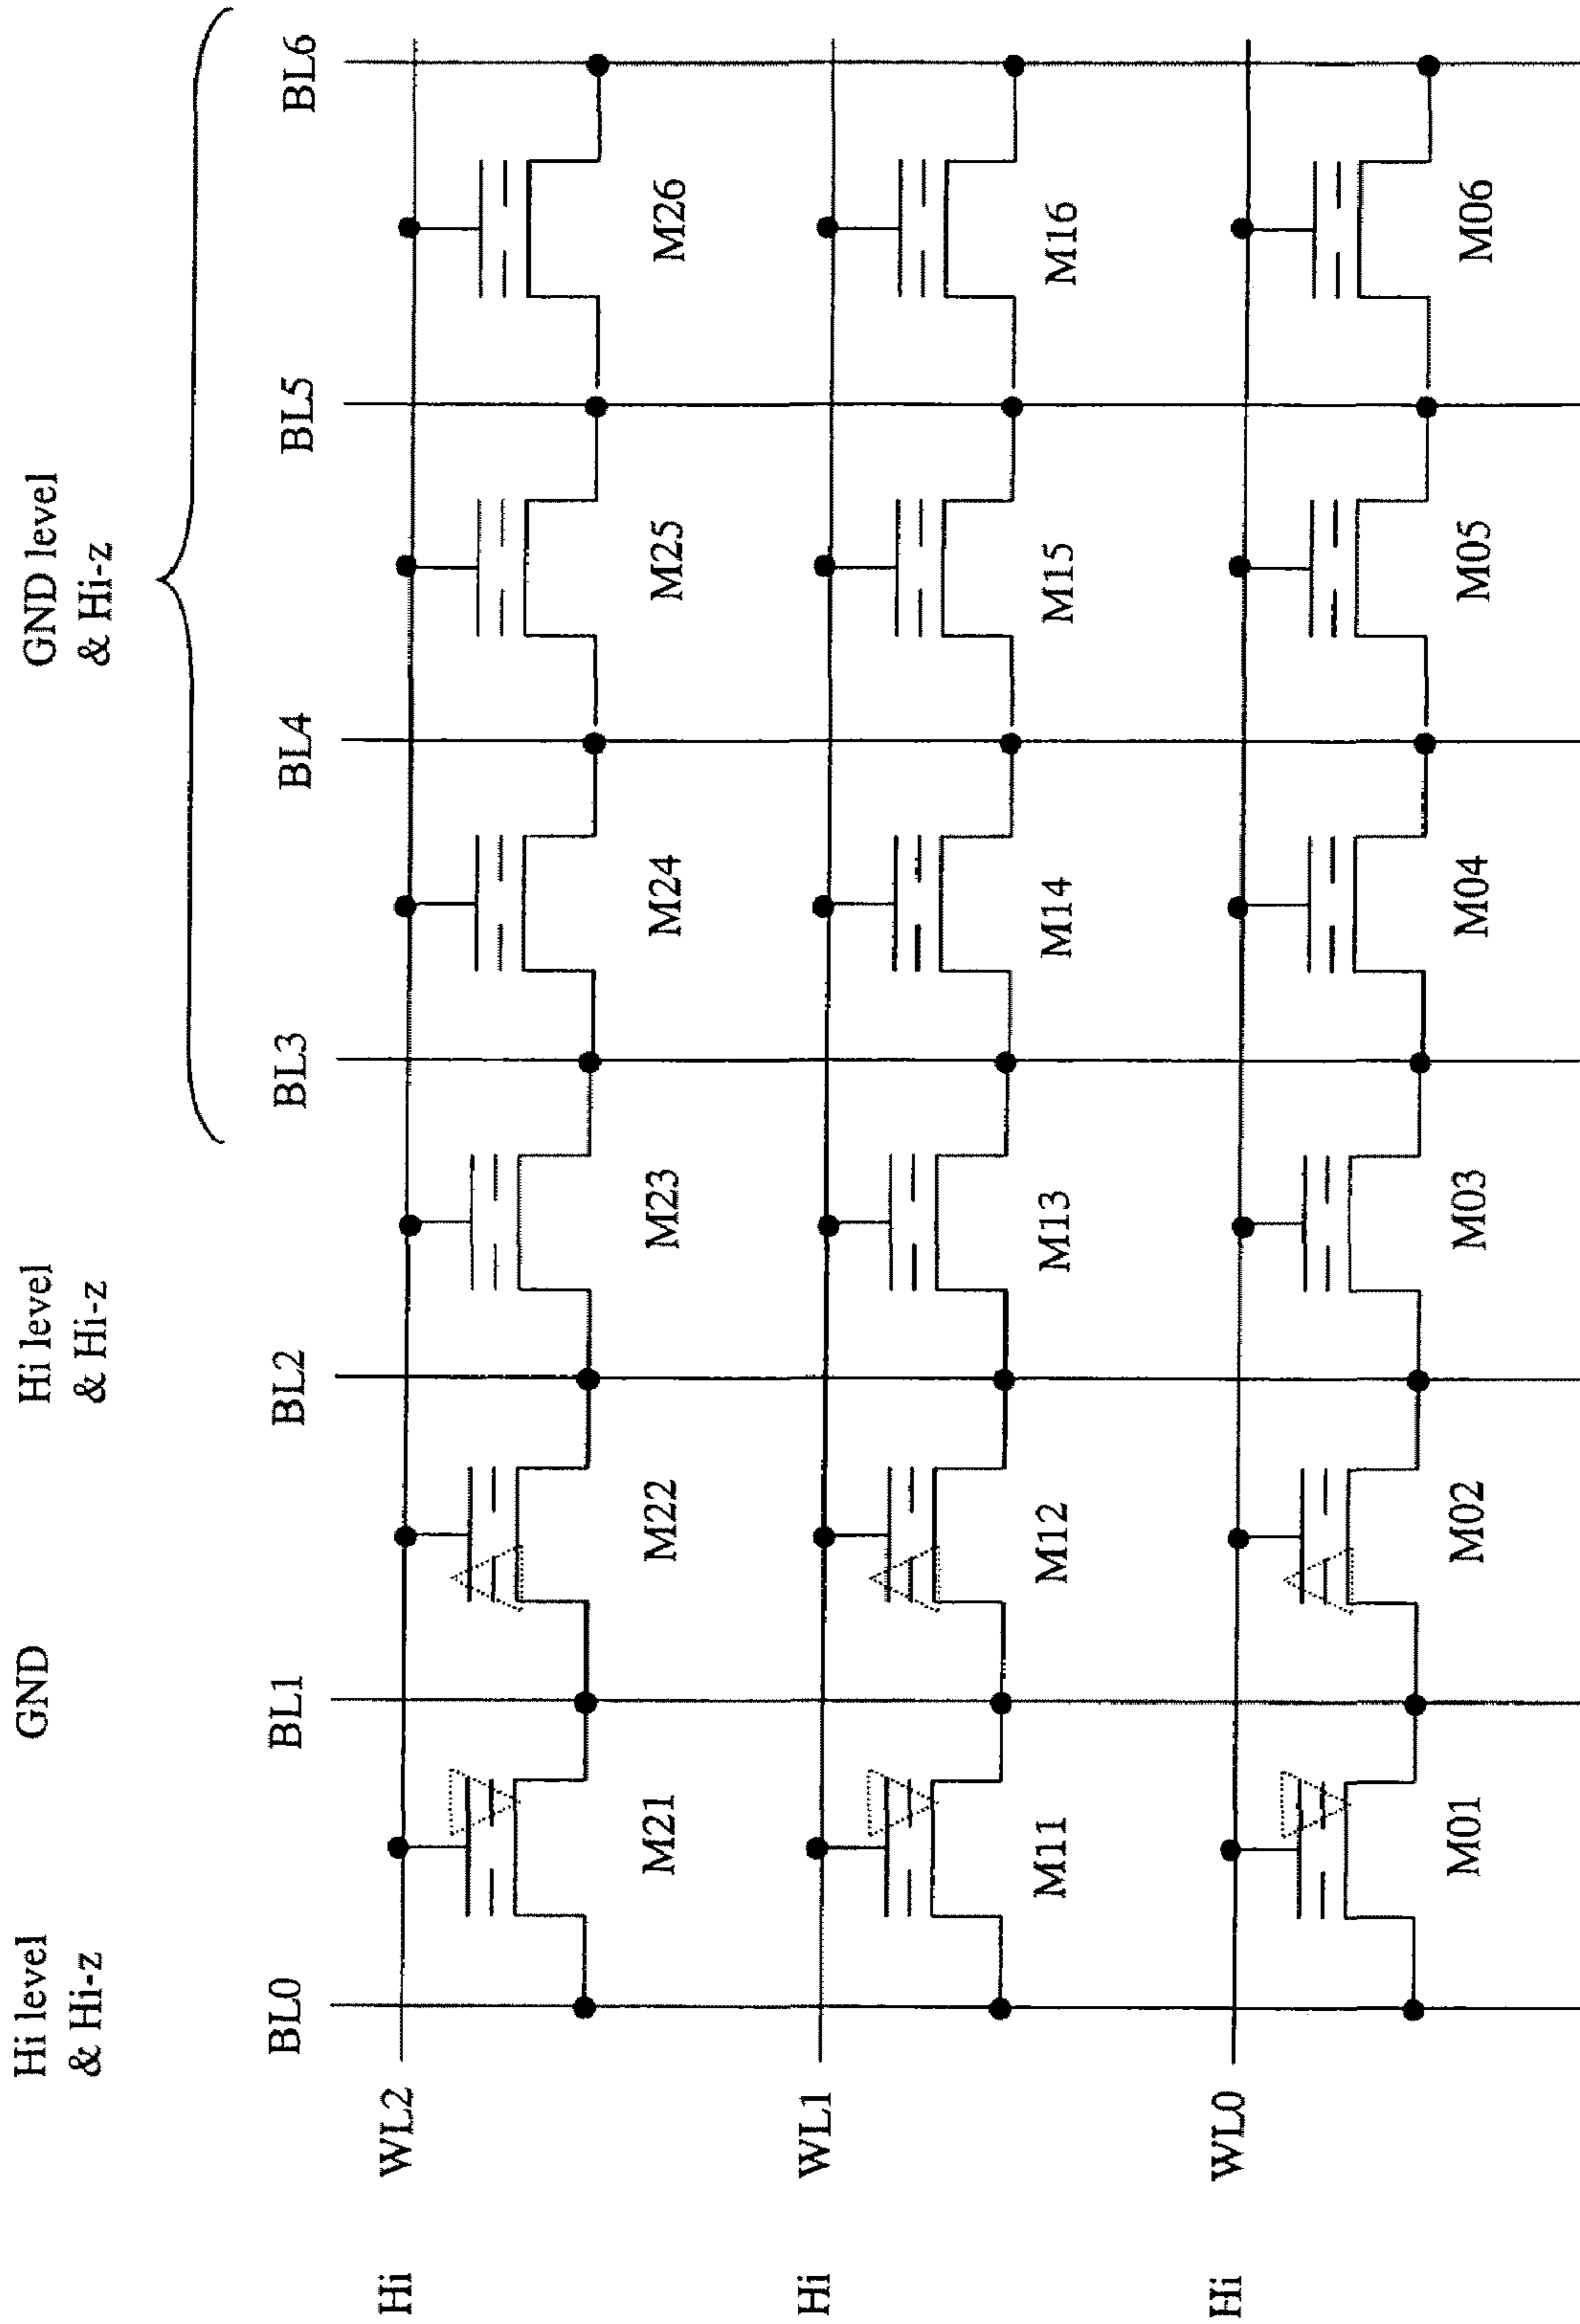 Hi level
& Hi-z
GND
Hi level
& Hi-z
GND level
& Hi-z
BL0
BL1
BL2
BL3
BL4
BL5
BL6
Hi
WL2
M21
M22
M23
M24
M25
M26
Hi
WL1
M11
M12
M13
M14
M15
M16
Hi
WL0
M01
M02
M03
M04
M05
M06